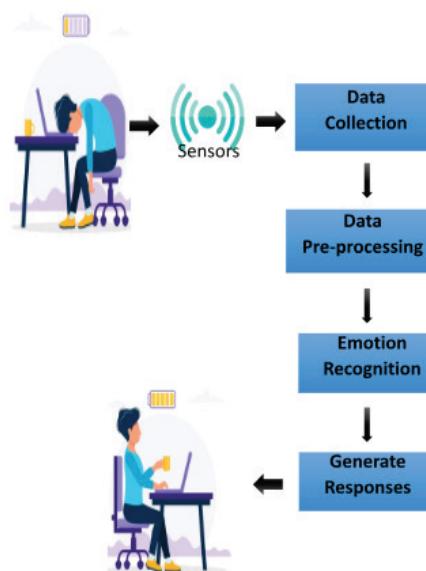 Sensors
Data
Collection
Data
Pre-processing
Emotion
Recognition
Generate
Responses